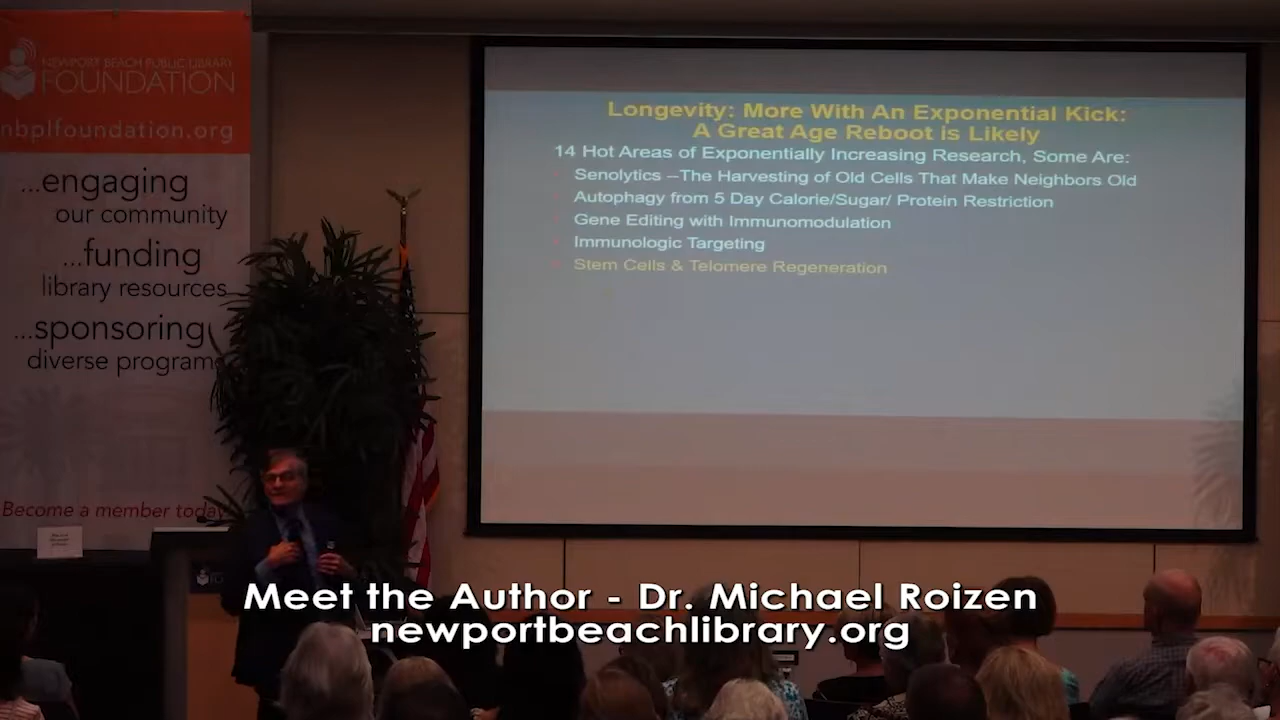 NEWPORT BEACH PUBLIC LIBRARY
FOUNDATION
nbplfoundation.org
...engaging
our community
...funding
library resources
...sponsoring
diverse program
Become a member today
Longevity: More With An Exponential Kick:
A Great Age Reboot is Likely
14 Hot Areas of Exponentially Increasing Research, Some Are:
Senolytics –The Harvesting of Old Cells That Make Neighbors Old
Autophagy from 5 Day Calorie/Sugar/ Protein Restriction
Gene Editing with Immunomodulation
Immunologic Targeting
Stem Cells & Telomere Regeneration
Meet the Author - Dr. Michael Roizen
newportbeachlibrary.org